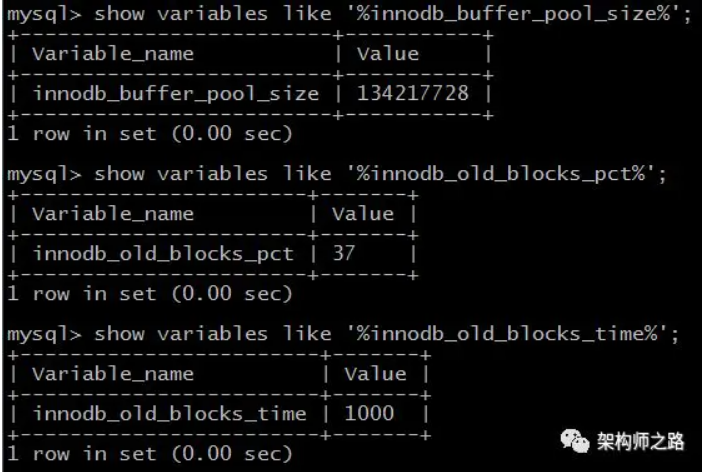 mysql> show variables like '%innodb_buffer_pool_size%';
+-------------------------+-----------+
| Variable_name           | Value     |
+-------------------------+-----------+
| innodb_buffer_pool_size | 134217728 |
+-------------------------+-----------+
1 row in set (0.00 sec)
mysql> show variables like '%innodb_old_blocks_pct%';
+-----------------------+-------+
| Variable_name         | Value |
+-----------------------+-------+
| innodb_old_blocks_pct | 37    |
+-----------------------+-------+
1 row in set (0.00 sec)
mysql> show variables like '%innodb_old_blocks_time%';
+------------------------+-------+
| Variable_name          | Value |
+------------------------+-------+
| innodb_old_blocks_time | 1000  |
+------------------------+-------+
1 row in set (0.00 sec)
架构师之路